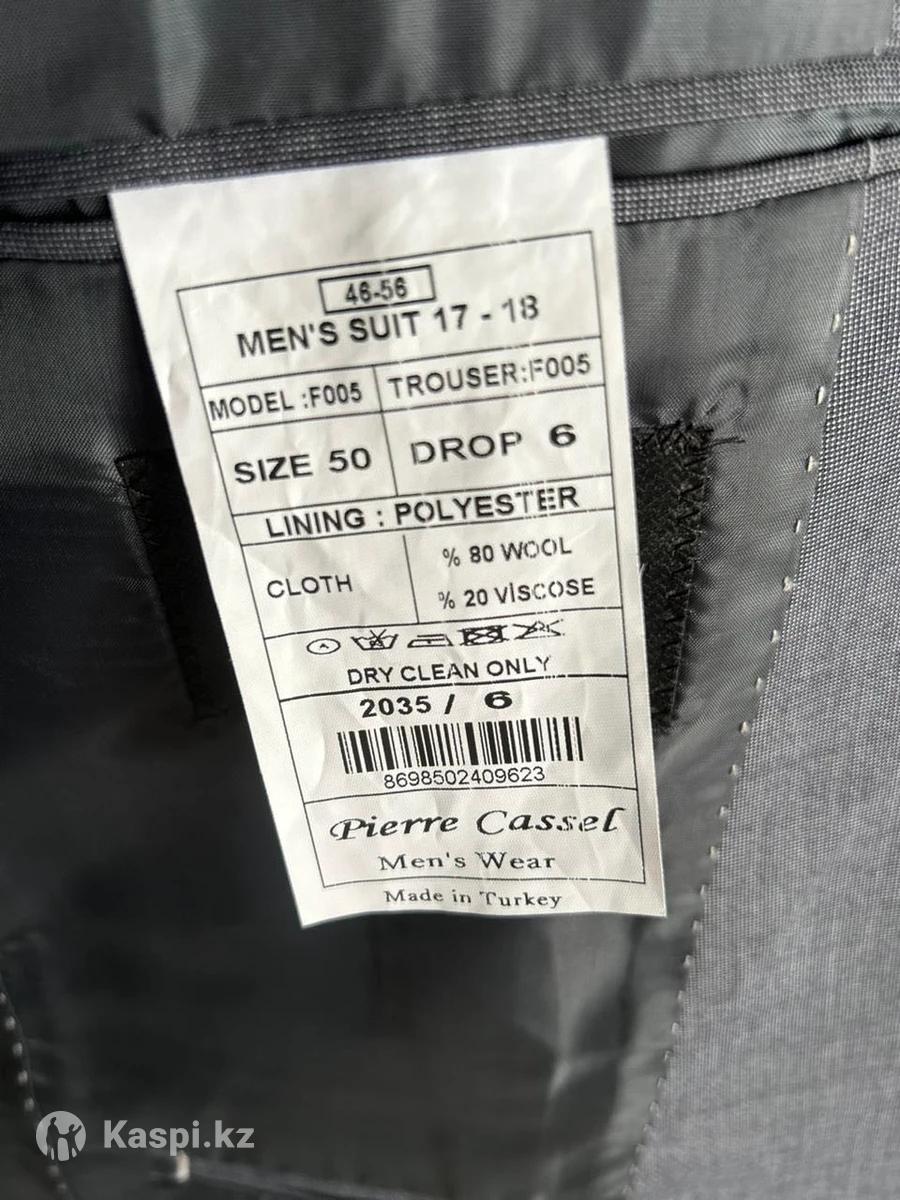 46-56
MEN'S SUIT 17 - 18
MODEL :F005 TROUSER:F005
SIZE 50 DROP 6
LINING : POLYESTER
CLOTH % 80 WOOL
% 20 VİSCOSE
A
DRY CLEAN ONLY
2035 / 6
8698502409623
Pierre Cassel
Men's Wear
Made in Turkey
Kaspi.kz